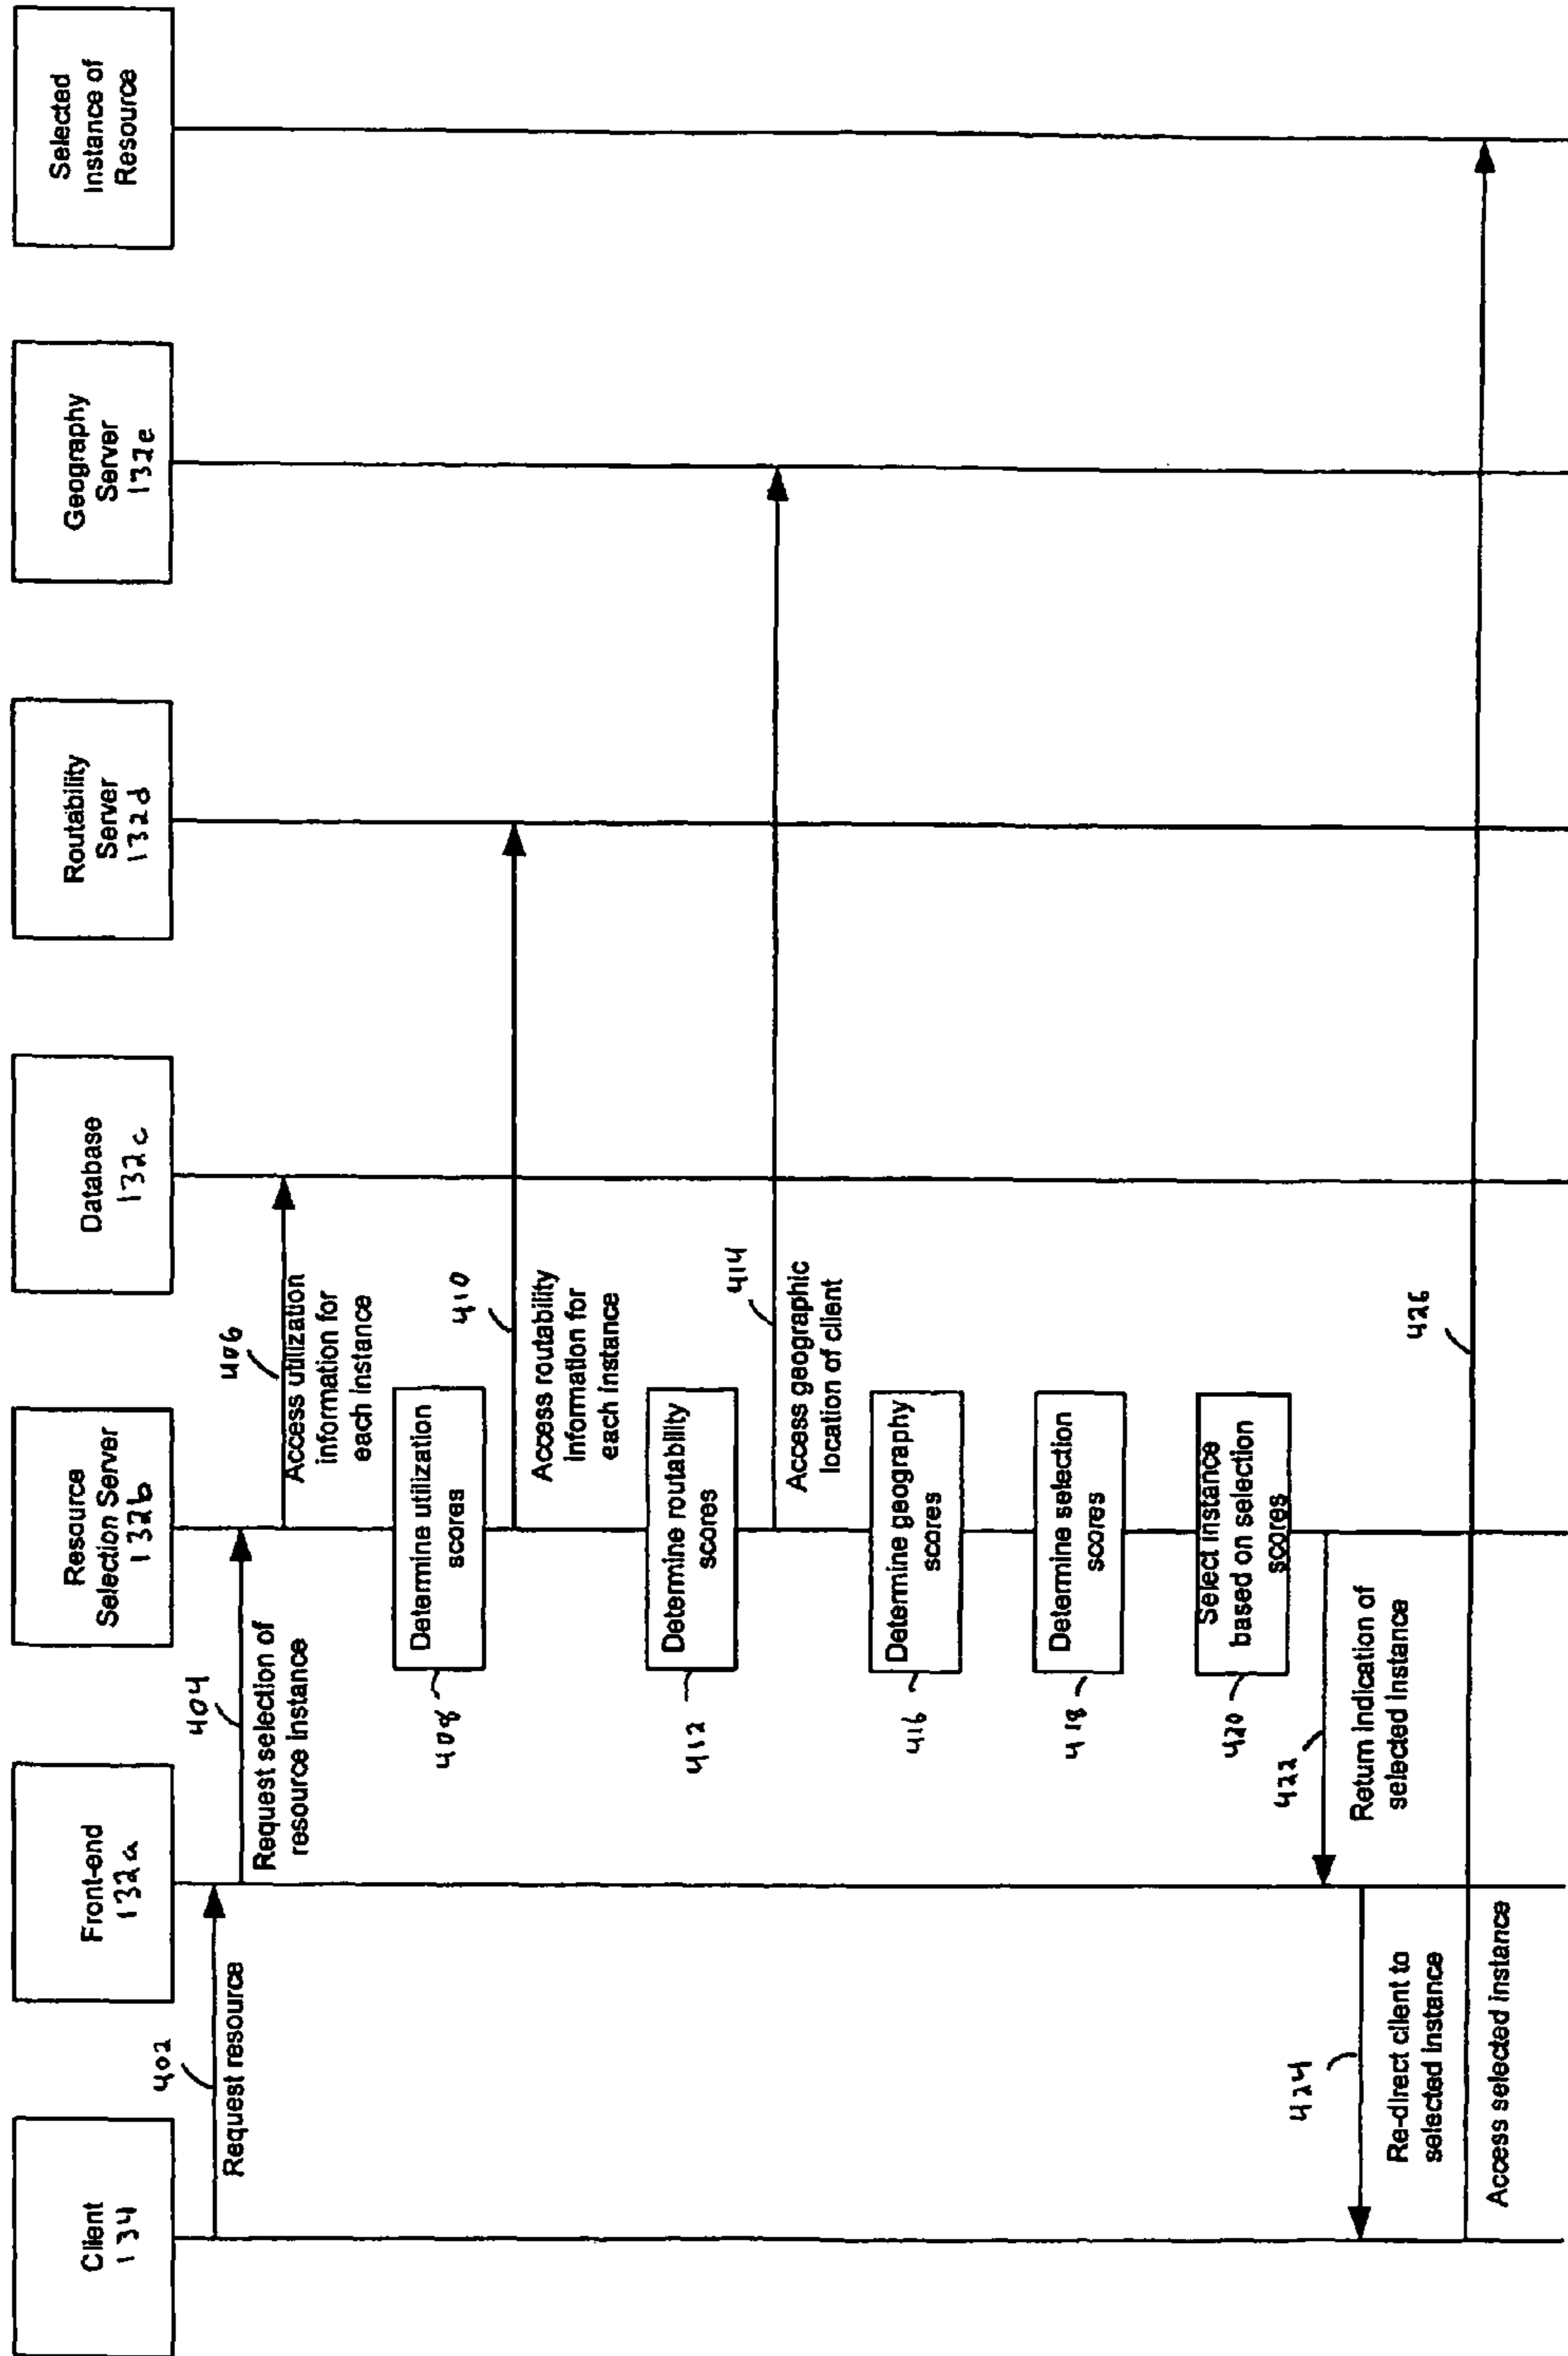 Client
134
Front-end
132a
Resource
Selection Server
132b
Database
132c
Routability
Server
132d
Geography
Server
132e
Selected
Instance of
Resource
402
Request resource
404
Request selection of
resource instance
406
Access utilization
information for
each instance
408
Determine utilization
scores
410
Access routability
information for
each instance
412
Determine routability
scores
414
Access geographic
location of client
416
Determine geography
scores
418
Determine selection
scores
420
Select instance
based on selection
scores
422
Return indication of
selected instance
424
Re-direct client to
selected instance
426
Access selected instance